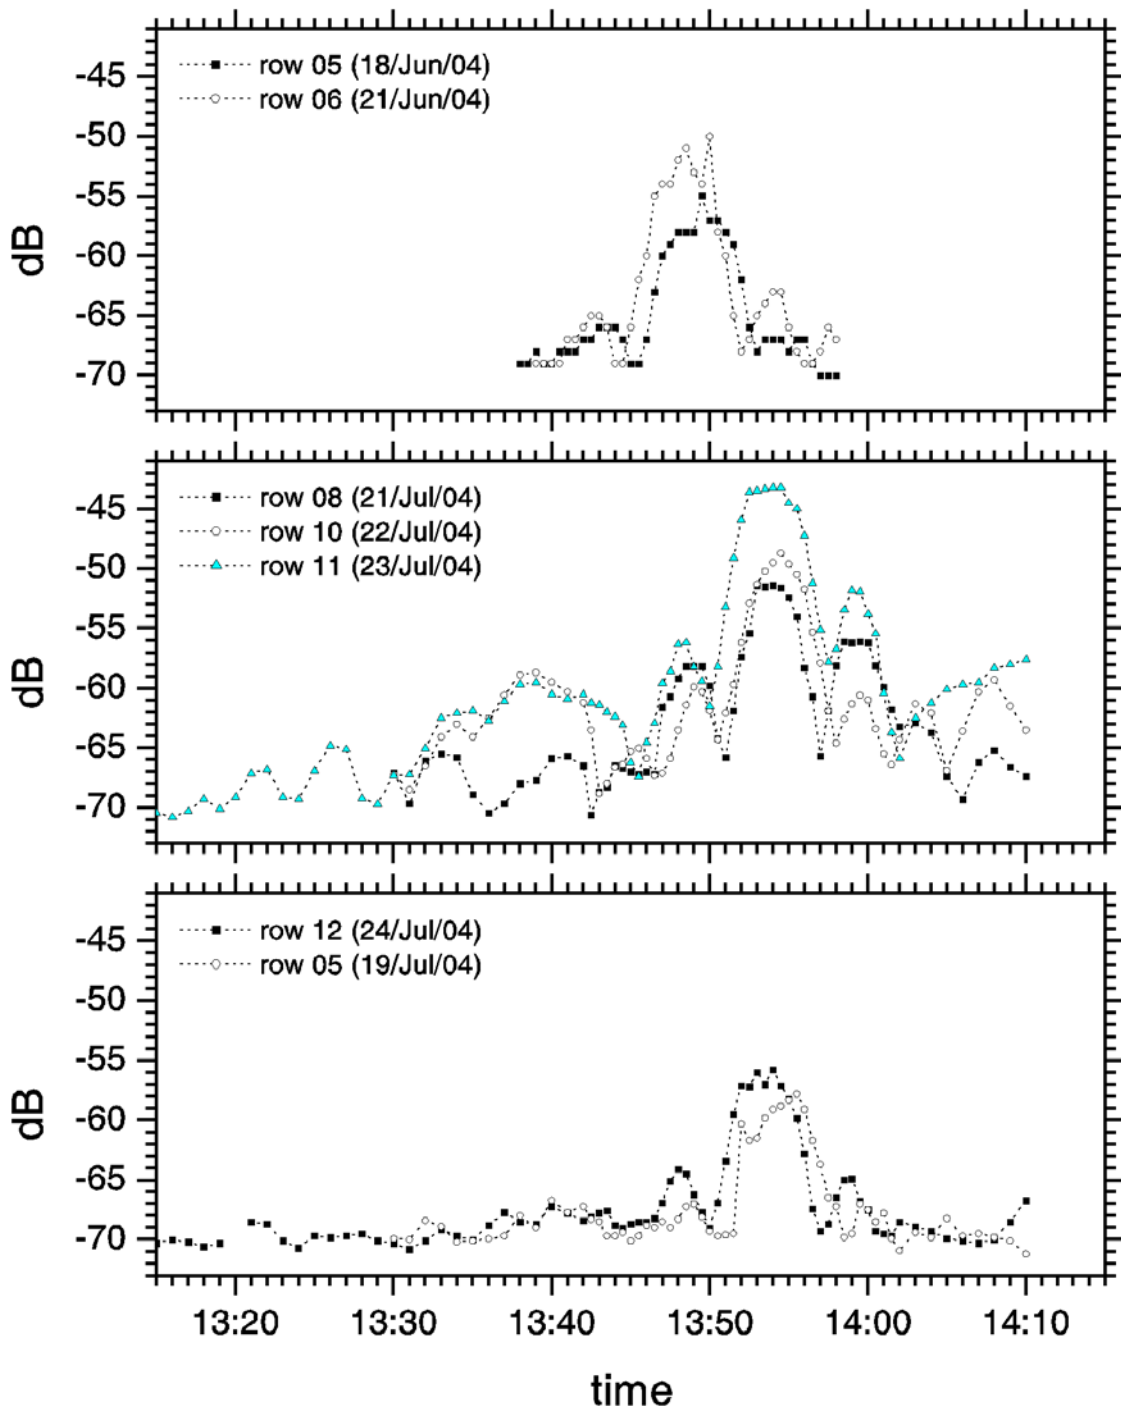 row 05 (18/Jun/04)
row 06 (21/Jun/04)
-45
-50
-55
-60
-65
-70
dB
row 08 (21/Jul/04)
row 10 (22/Jul/04)
row 11 (23/Jul/04)
-45
-50
-55
-60
-65
-70
dB
row 12 (24/Jul/04)
row 05 (19/Jul/04)
-45
-50
-55
-60
-65
-70
dB
13:20 13:30 13:40 13:50 14:00 14:10
time